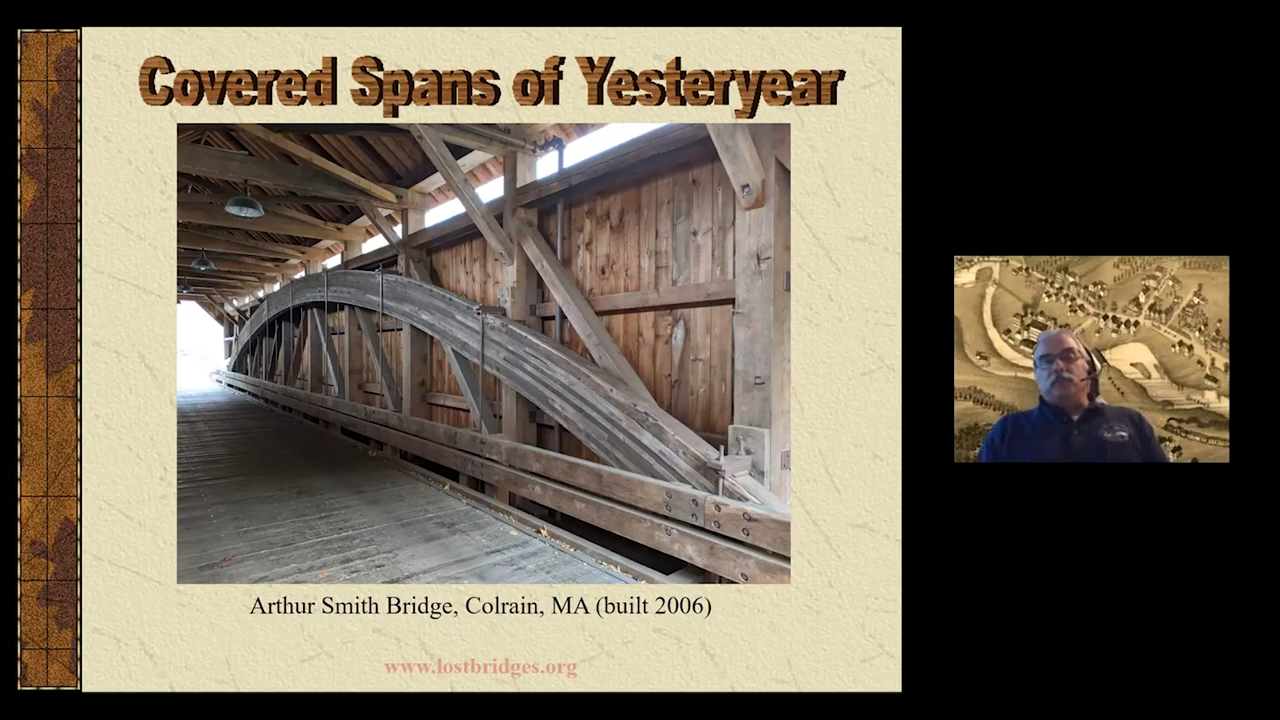 Covered Spans of Yesteryear
Arthur Smith Bridge, Colrain, MA (built 2006)
www.lostbridges.org